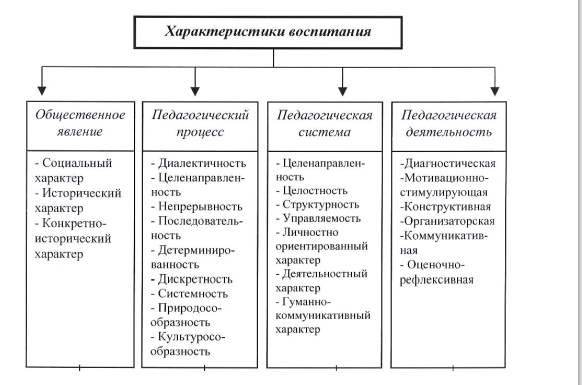 Характеристики воспитания
Общественное
явление
- Социальный
характер
- Исторический
характер
- Конкретно-
исторический
характер
Педагогический
процесс
- Диалектичность
- Целенаправлен-
ность
- Непрерывность
- Последователь-
ность
- Детерминиро-
ванность
- Дискретность
- Системность
- Природосо-
образность
- Культуросо-
образность
Педагогическая
система
- Целенаправлен-
ность
- Целостность
- Структурность
- Управляемость
- Личностно
ориентированный
характер
- Деятельностный
характер
- Гуманно-
коммуникативный
характер
Педагогическая
деятельность
-Диагностическая
-Мотивационно-
стимулирующая
-Конструктивная
-Организаторская
-Коммуникатив-
ная
- Оценочно-
рефлексивная